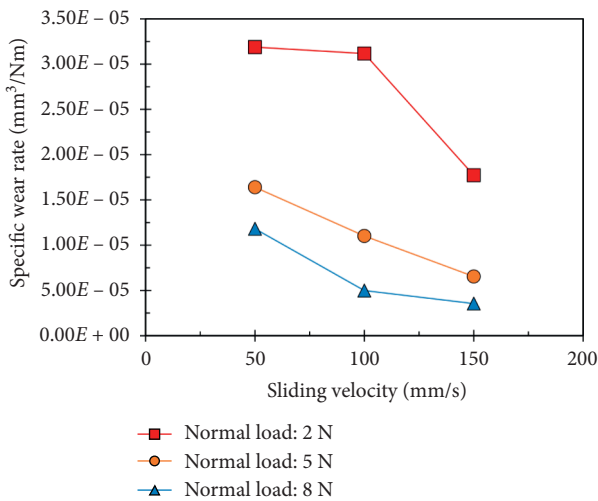 3.50E – 05
3.00E – 05
2.50E – 05
2.00E – 05
1.50E – 05
1.00E – 05
5.00E – 05
0.00E + 00
Specific wear rate (mm³/Nm)
0 50 100 150 200
Sliding velocity (mm/s)
Normal load: 2 N
Normal load: 5 N
Normal load: 8 N